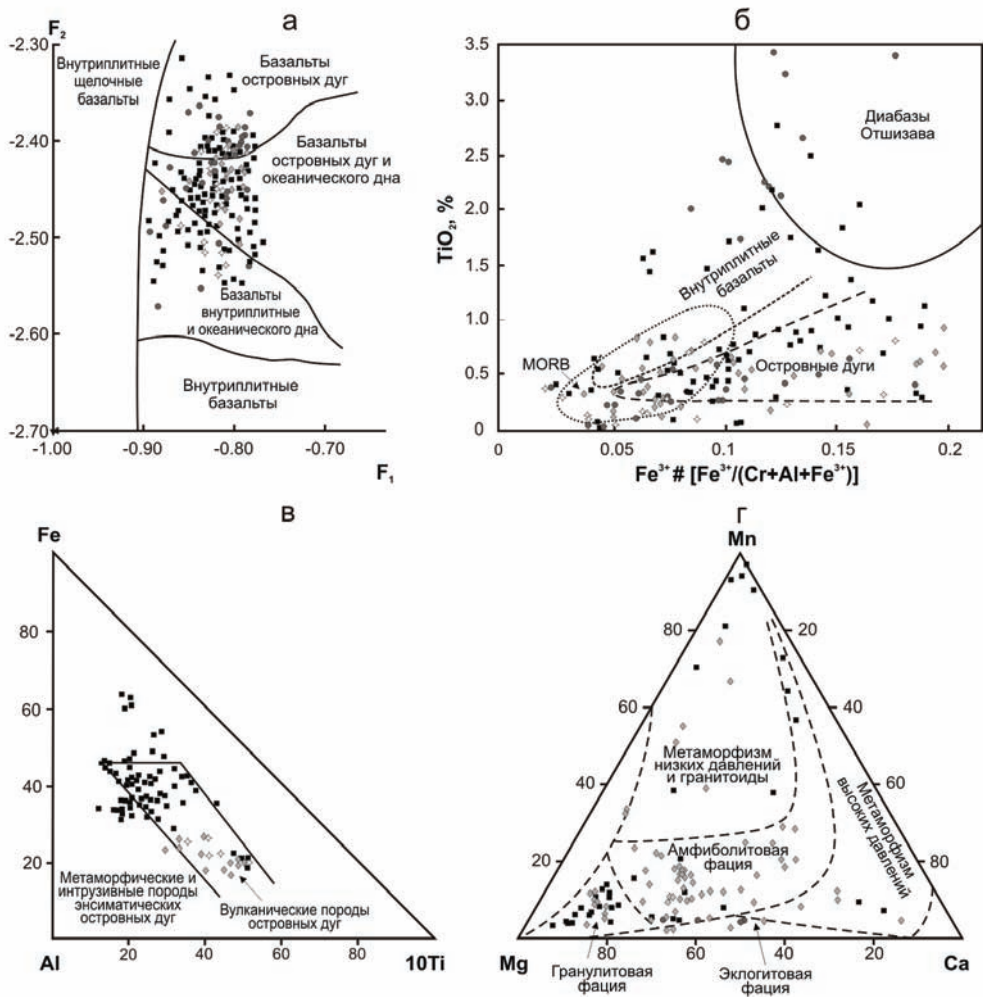 а
F₂
-2.30
-2.40
-2.50
-2.60
-2.70
-1.00
-0.90
-0.80
-0.70
F₁
Внутриплитные
щелочные
базальты
Базальты
островных дуг
Базальты
островных дуг и
океанического дна
Базальты
внутриплитные
и океанического дна
Внутриплитные
базальты
б
TiO₂, %
3.5
3.0
2.5
2.0
1.5
1.0
0.5
0
0
0.05
0.1
0.15
0.2
Fe³⁺# [Fe³⁺/(Cr+Al+Fe³⁺)]
Диабазы
Отшизава
Внутриплитные
базальты
MORB
Островные дуги
в
Fe
80
60
40
20
Al
20
40
60
80
10Ti
Метаморфические и
интрузивные породы
энсиматических
островных дуг
Вулканические породы
островных дуг
г
Mn
80
20
60
40
40
60
20
80
Mg
80
60
40
20
Ca
Метаморфизм
низких давлений
и гранитоиды
Метаморфизм
высоких давлений
Амфиболитовая
фация
Гранулитовая
фация
Эклогитовая
фация